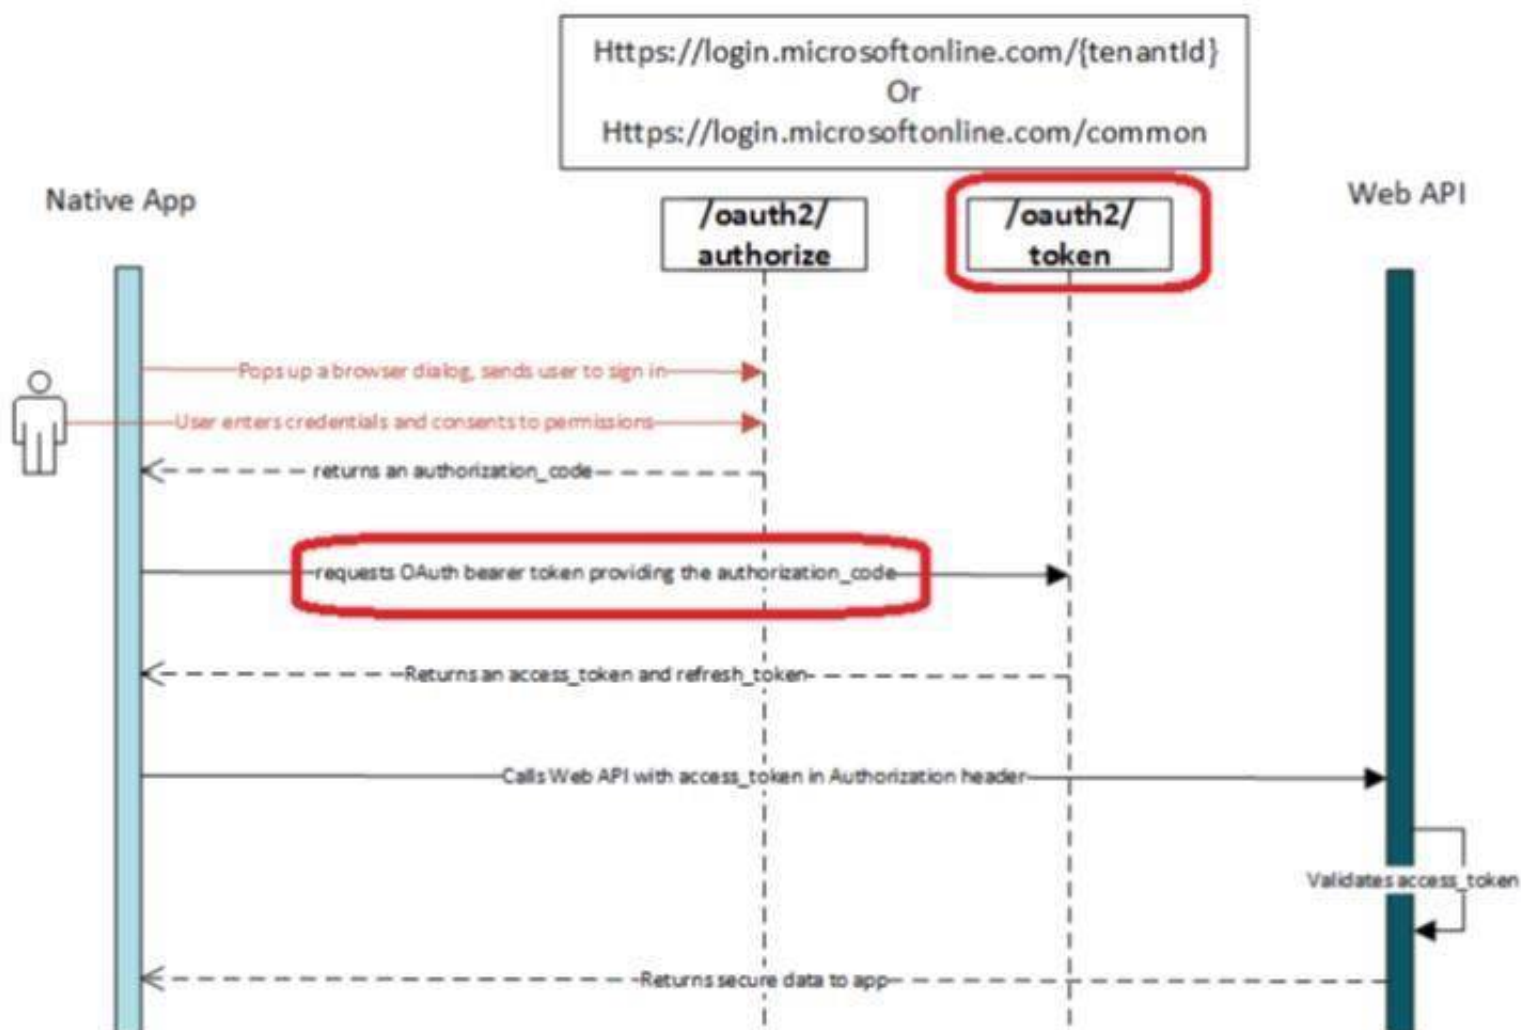 Https://login.microsoftonline.com/{tenantId}
Or
Https://login.microsoftonline.com/common
Native App
/oauth2/
authorize
/oauth2/
token
Web API
Pops up a browser dialog, sends user to sign in
User enters credentials and consents to permissions
returns an authorization_code
requests OAuth bearer token providing the authorization_code
Returns an access_token and refresh_token
Calls Web API with access_token in Authorization header
Validates access_token
Returns secure data to app